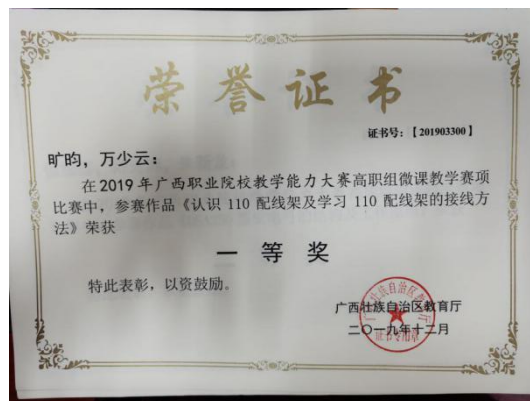 荣誉证书
证书号：【201903300】
旷昀，万少云：
在2019年广西职业院校教学能力大赛高职组微课教学赛项
比赛中，参赛作品《认识110配线架及学习110配线架的接线方
法》荣获
一等奖
特此表彰，以资鼓励。
广西壮族自治区教育厅
二〇一九年十二月